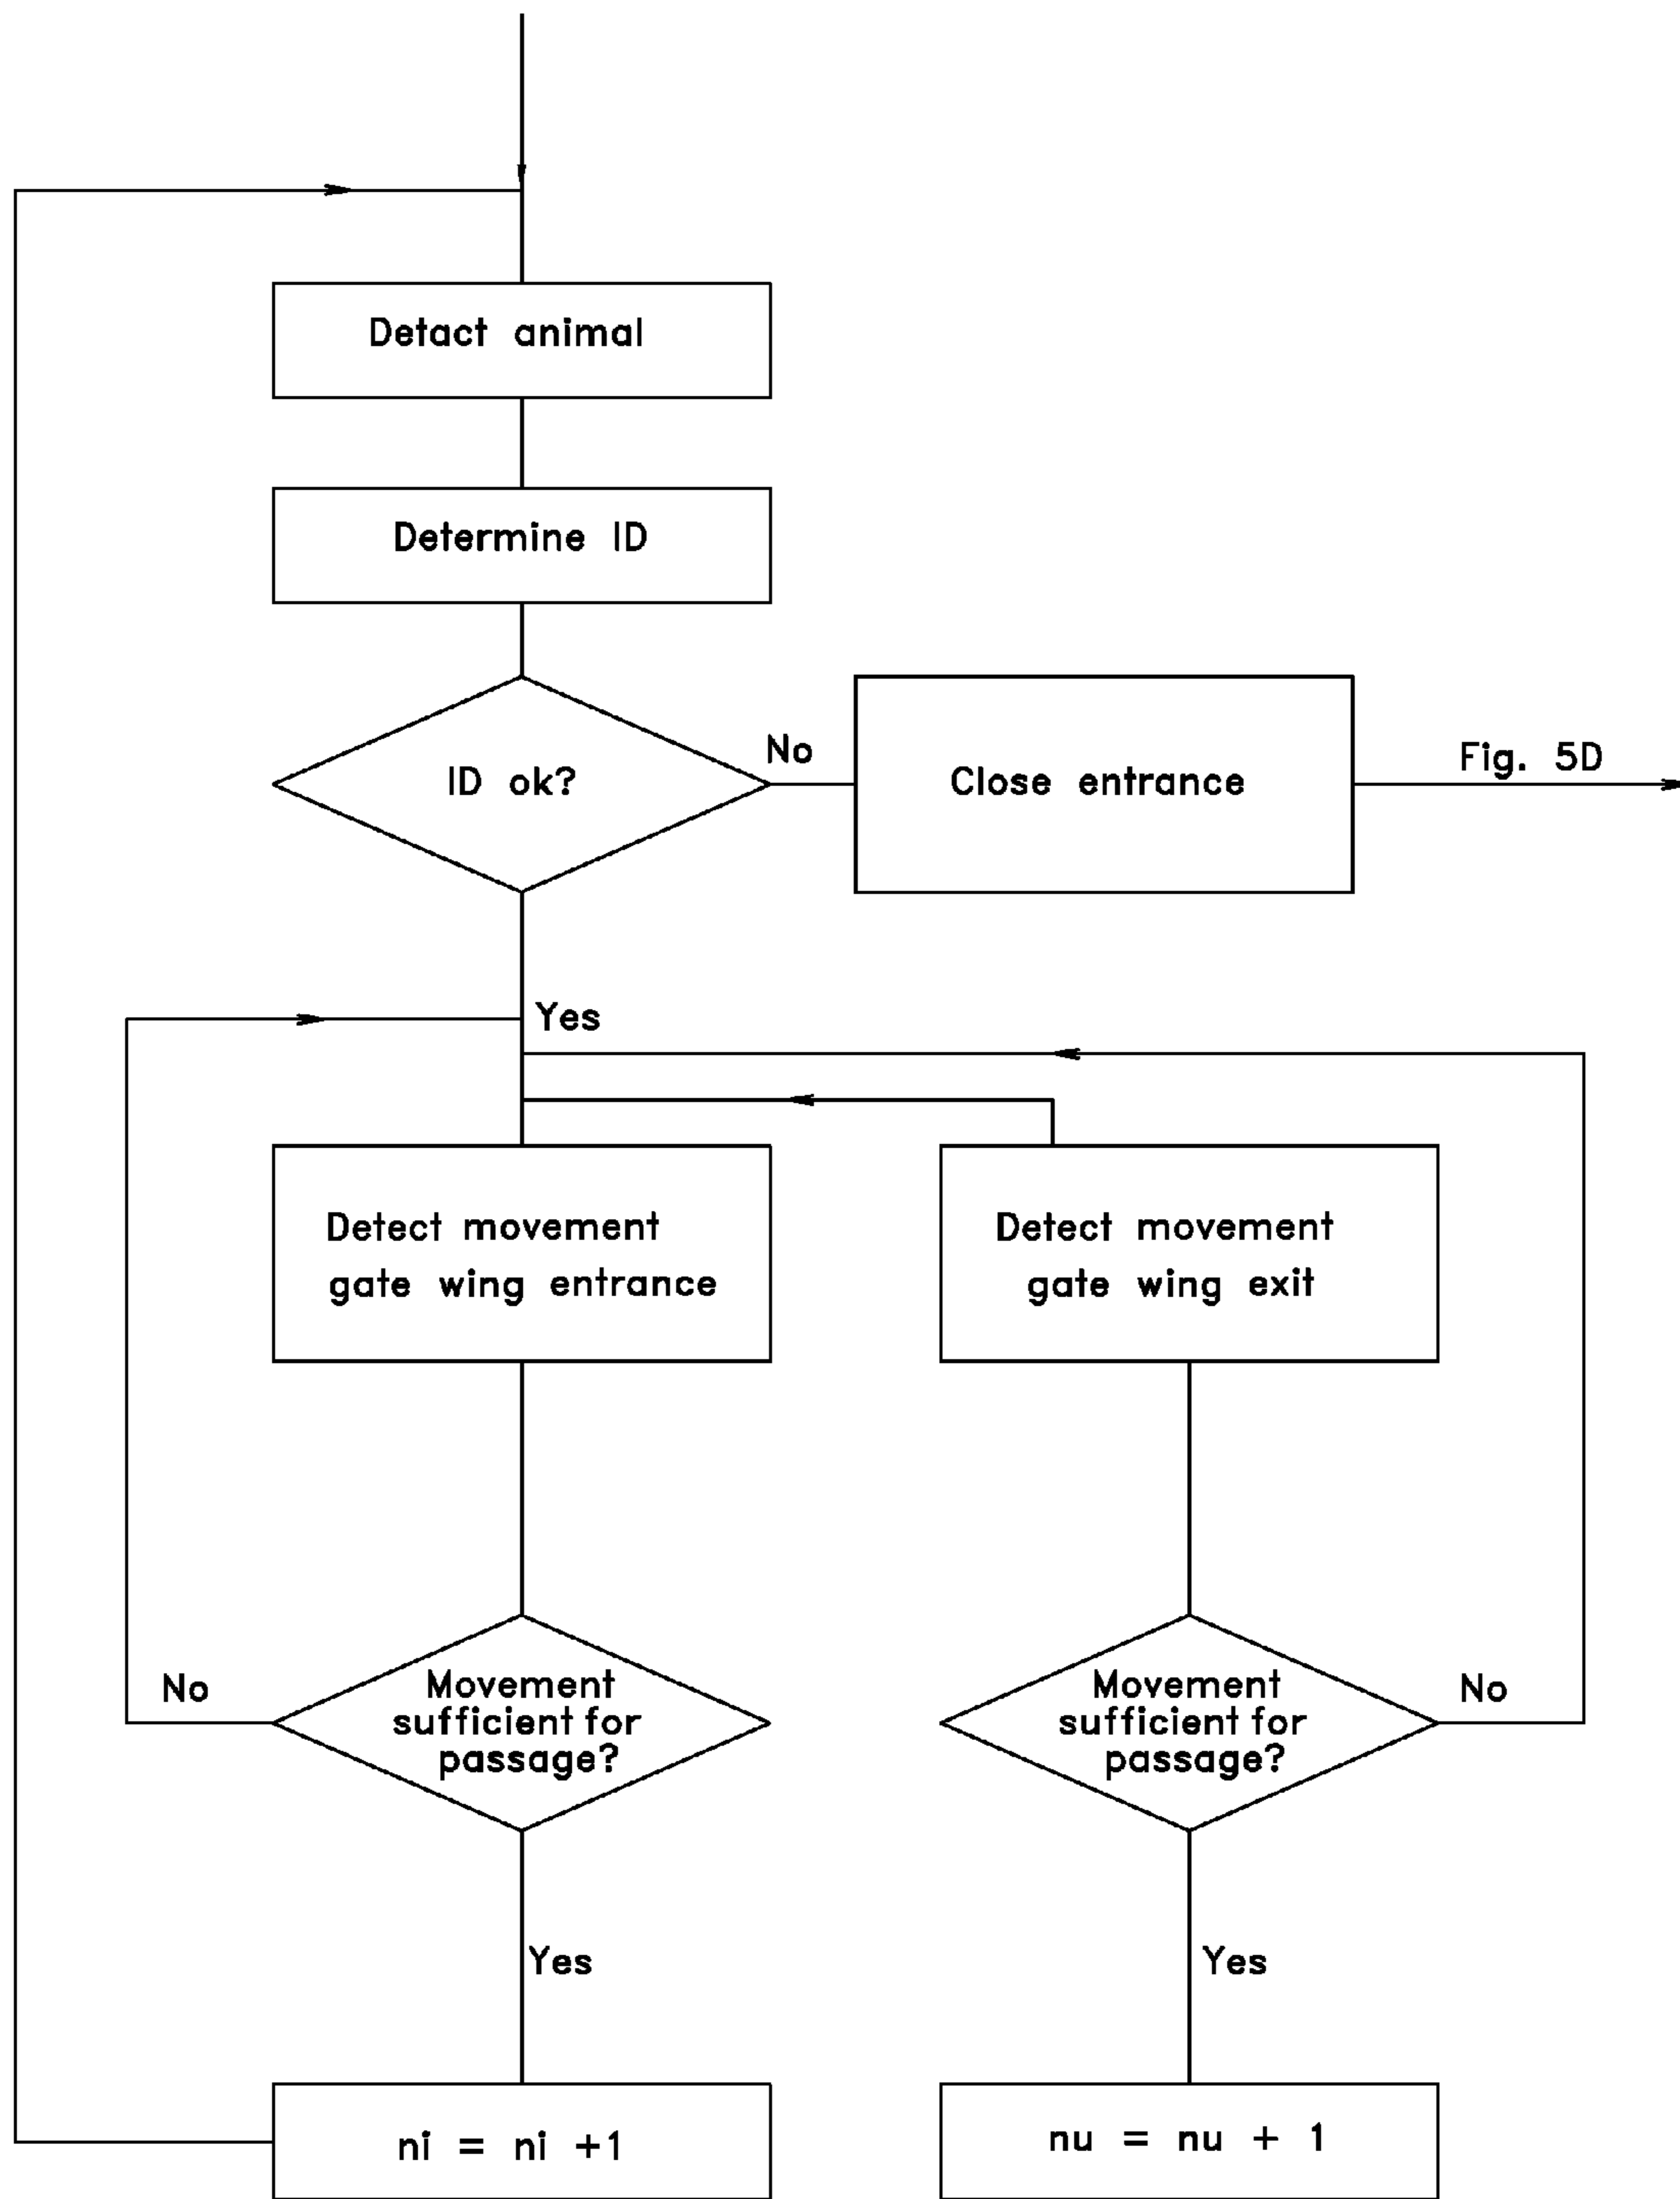 Detact animal
Determine ID
ID ok?
No
Close entrance
Fig. 5D
Yes
Detect movement
gate wing entrance
Detect movement
gate wing exit
No
Movement
sufficient for
passage?
Movement
sufficient for
passage?
No
Yes
Yes
ni = ni +1
nu = nu + 1